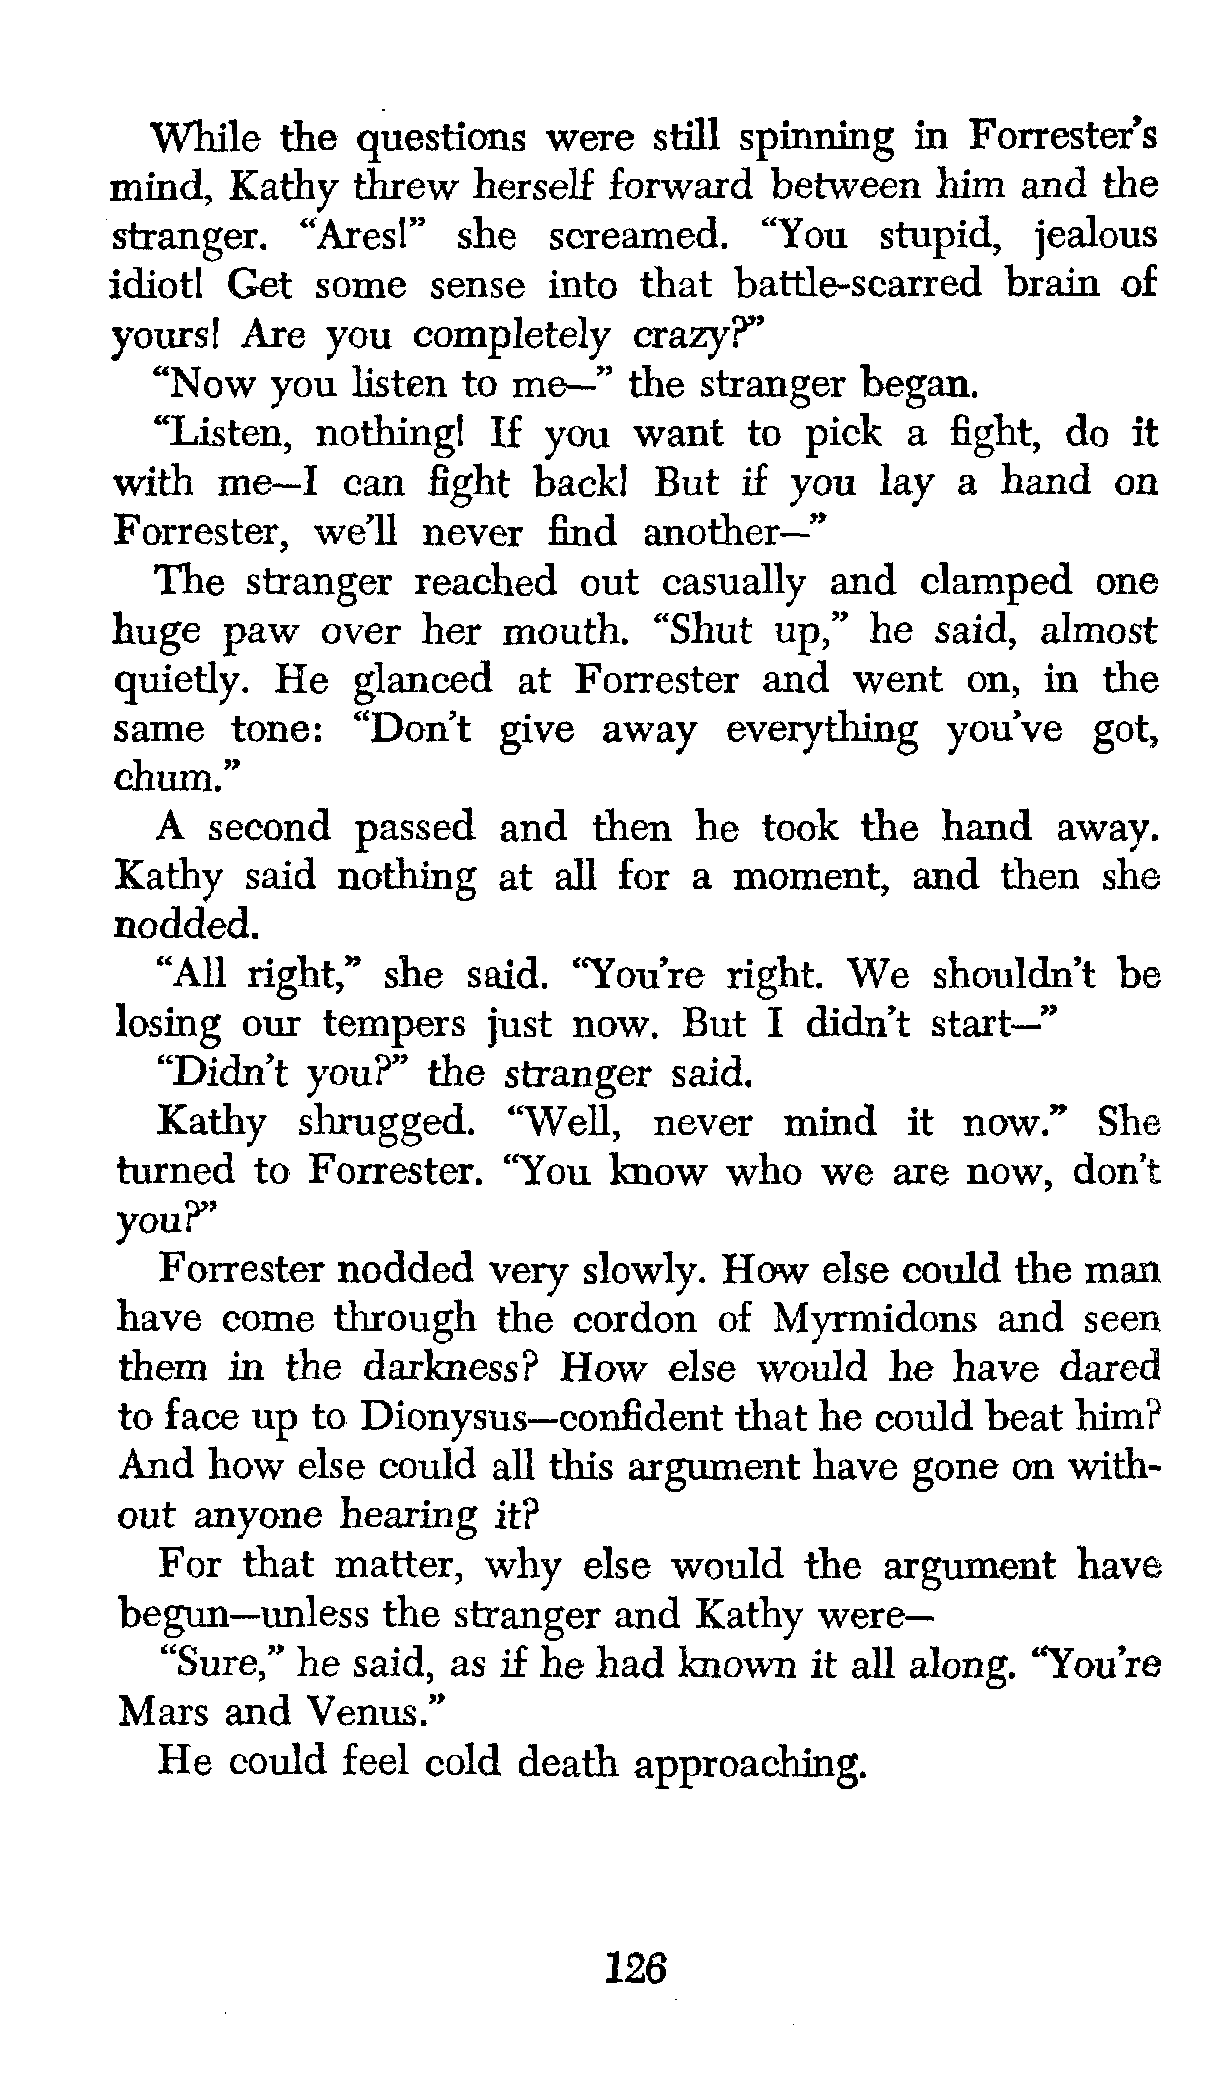 While the questions were still spinning in Forrester's
mind, Kathy threw herself forward between him and the
stranger. “Ares!” she screamed. “You stupid, jealous
idiot! Get some sense into that battle-scarred brain of
yours! Are you completely crazy?”
“Now you listen to me—” the stranger began.
“Listen, nothing! If you want to pick a fight, do it
with me—I can fight back! But if you lay a hand on
Forrester, we'll never find another—”
The stranger reached out casually and clamped one
huge paw over her mouth. “Shut up,” he said, almost
quietly. He glanced at Forrester and went on, in the
same tone: “Don't give away everything you've got,
chum.”
A second passed and then he took the hand away.
Kathy said nothing at all for a moment, and then she
nodded.
“All right,” she said. “You're right. We shouldn't be
losing our tempers just now. But I didn't start—”
“Didn't you?” the stranger said.
Kathy shrugged. “Well, never mind it now.” She
turned to Forrester. “You know who we are now, don't
you?”
Forrester nodded very slowly. How else could the man
have come through the cordon of Myrmidons and seen
them in the darkness? How else would he have dared
to face up to Dionysus—confident that he could beat him?
And how else could all this argument have gone on with-
out anyone hearing it?
For that matter, why else would the argument have
begun—unless the stranger and Kathy were—
“Sure,” he said, as if he had known it all along. “You're
Mars and Venus.”
He could feel cold death approaching.
126